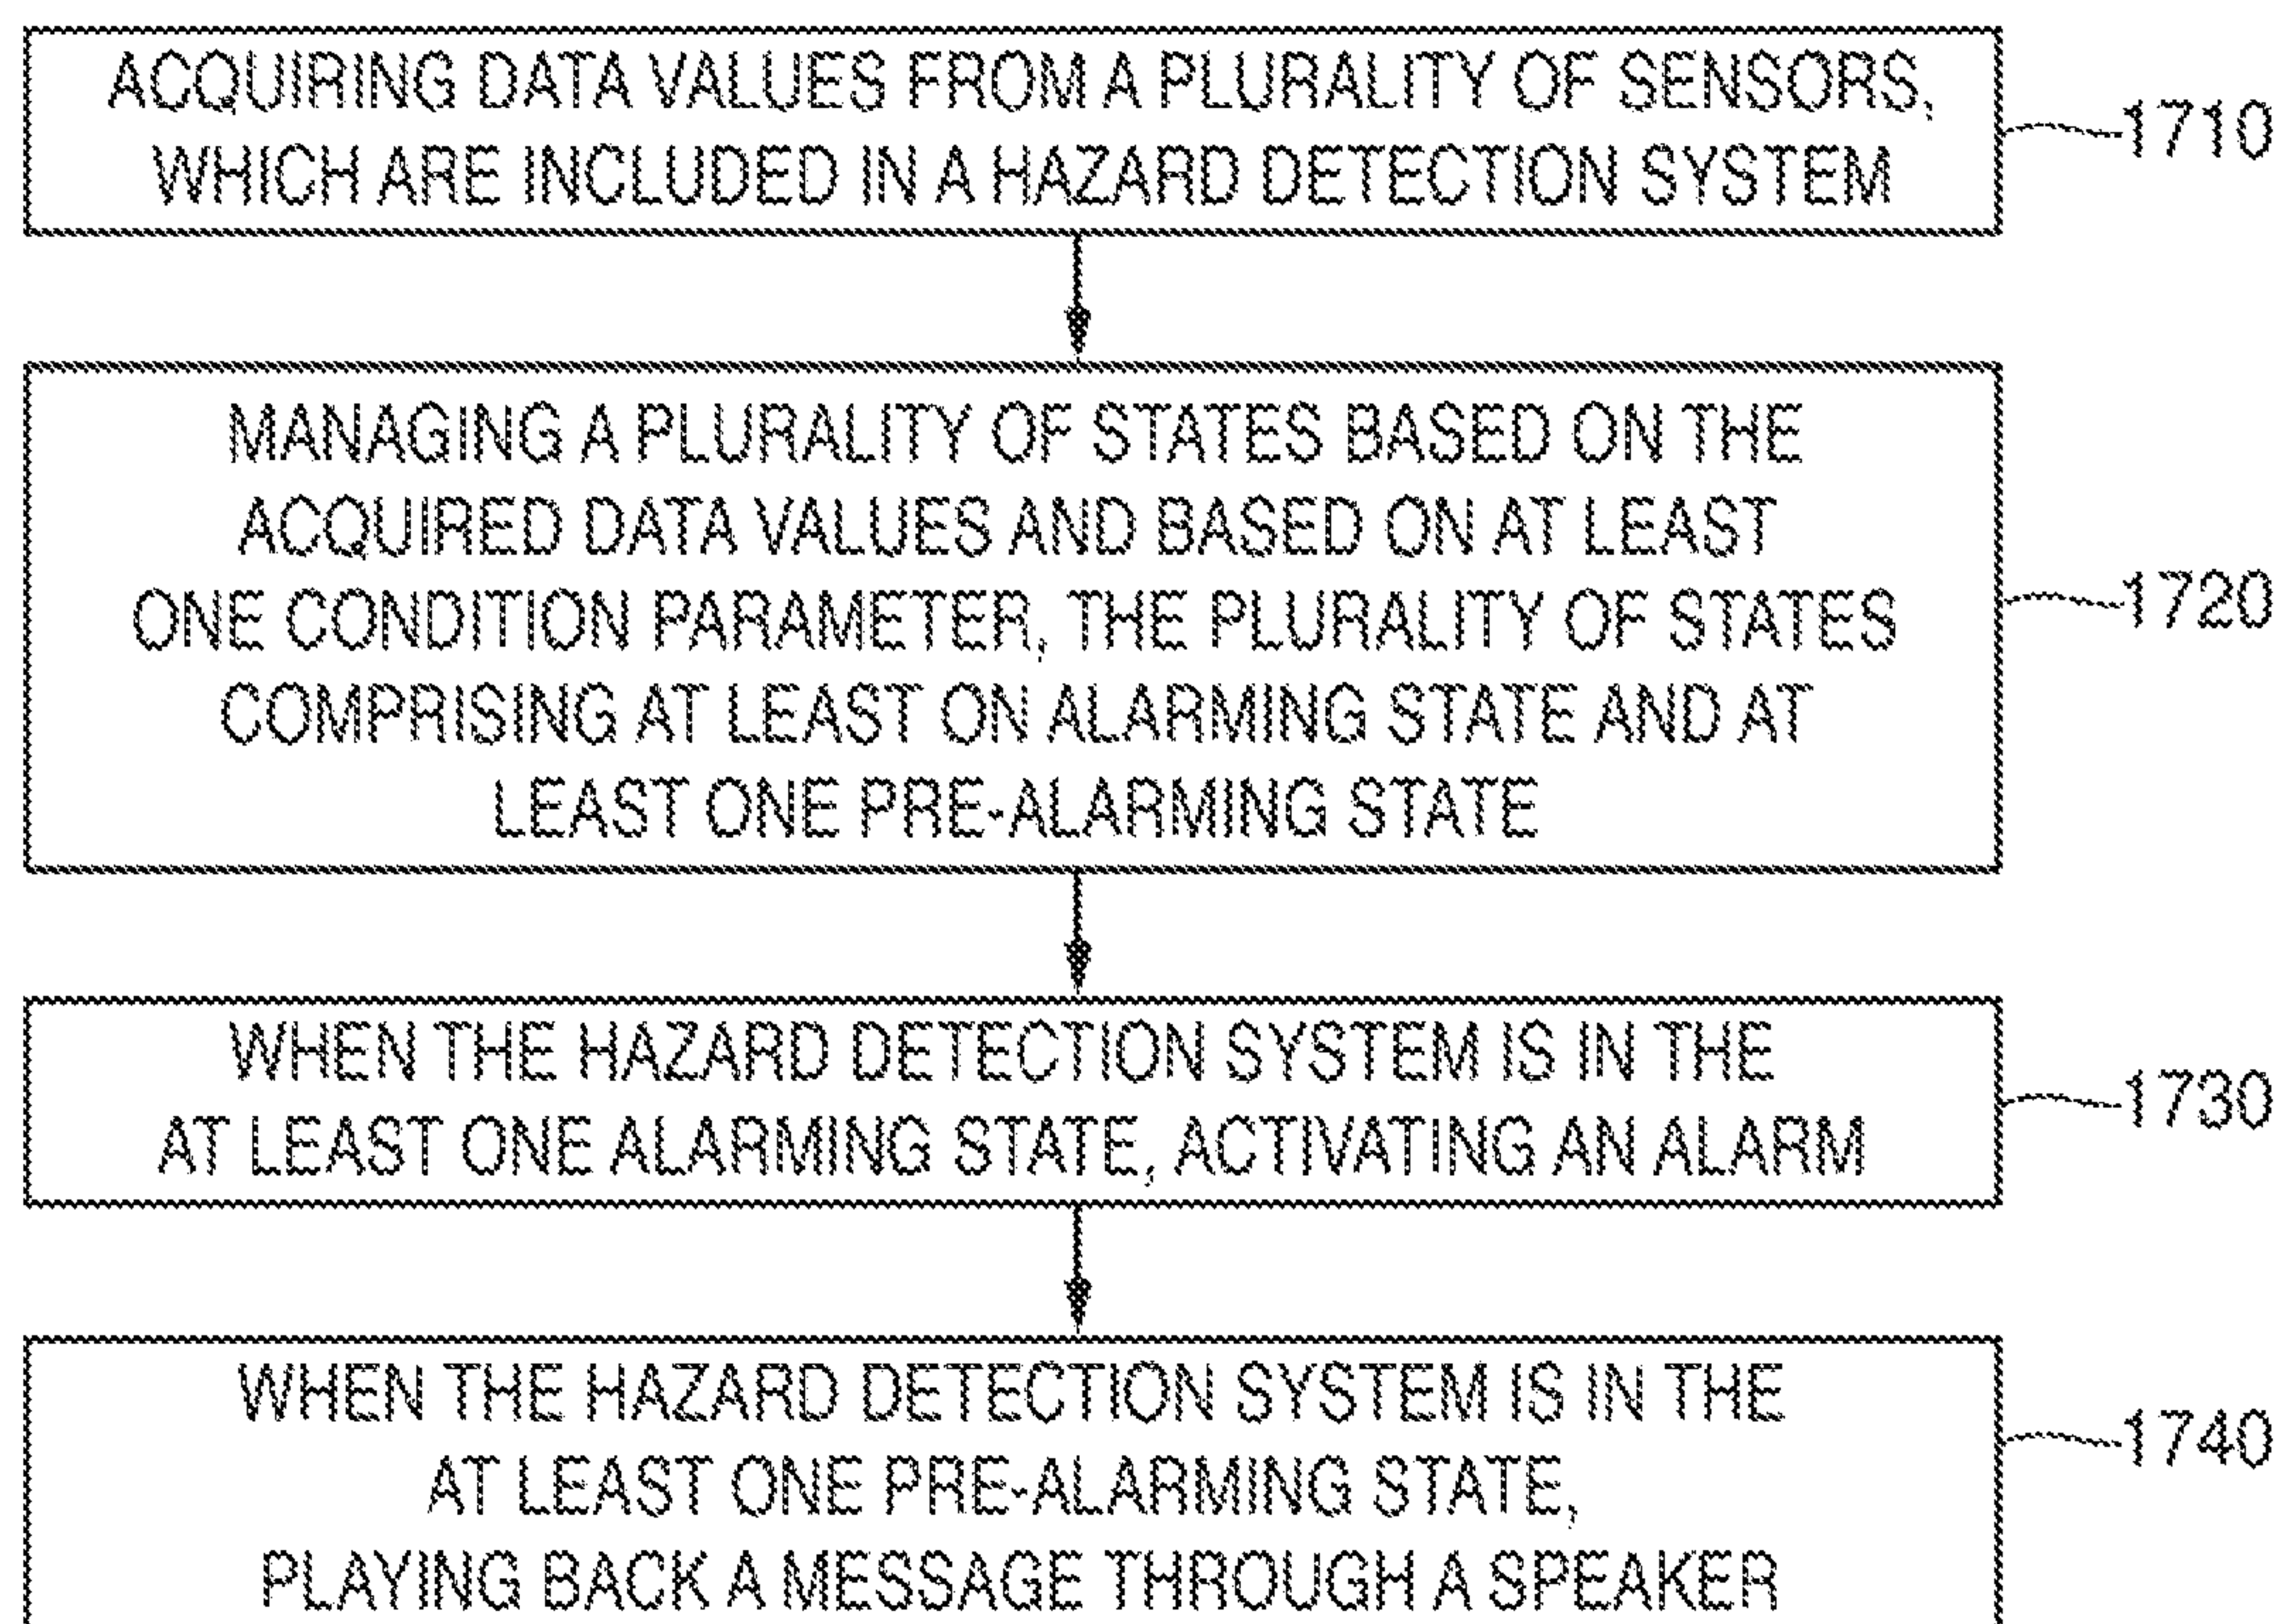 ACQUIRING DATA VALUES FROM A PLURALITY OF SENSORS,
WHICH ARE INCLUDED IN A HAZARD DETECTION SYSTEM
1710
MANAGING A PLURALITY OF STATES BASED ON THE
ACQUIRED DATA VALUES AND BASED ON AT LEAST
ONE CONDITION PARAMETER, THE PLURALITY OF STATES
COMPRISING AT LEAST ON ALARMING STATE AND AT
LEAST ONE PRE-ALARMING STATE
1720
WHEN THE HAZARD DETECTION SYSTEM IS IN THE
AT LEAST ONE ALARMING STATE, ACTIVATING AN ALARM
1730
WHEN THE HAZARD DETECTION SYSTEM IS IN THE
AT LEAST ONE PRE-ALARMING STATE,
PLAYING BACK A MESSAGE THROUGH A SPEAKER
1740